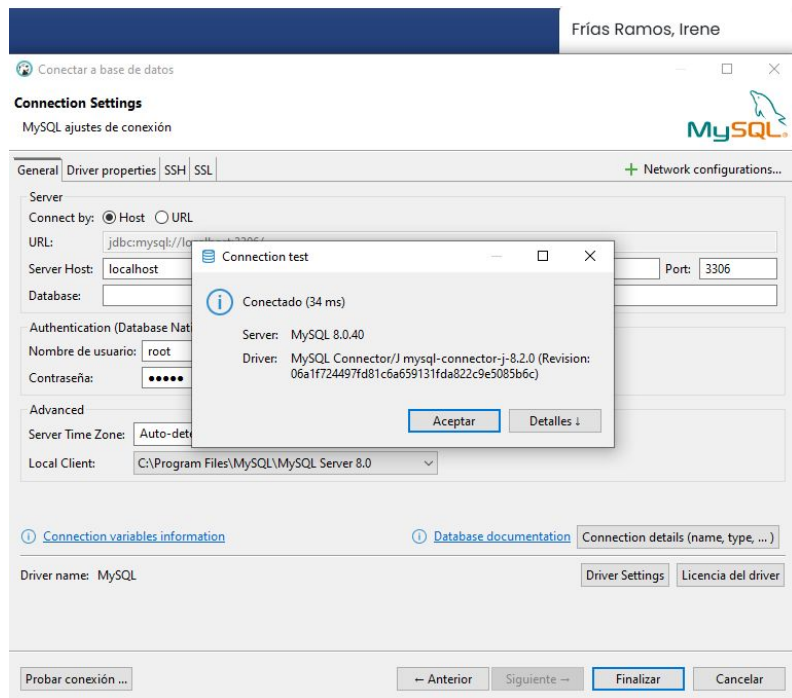 Frías Ramos, Irene
Conectar a base de datos
Connection Settings
MySQL ajustes de conexión
MySQL
General Driver properties SSH SSL
Network configurations...
Server
Connect by: Host URL
URL:
Connection test
Server Host: localhost
Port: 3306
Database:
Conectado (34 ms)
Server: MySQL 8.0.40
Driver: MySQL Connector/J mysql-connector-j-8.2.0 (Revision:
06a1f724497fd81c6a659131fda822c9e5085b6c)
Authentication (Database
Nombre de usuario: root
Contraseña: •••••
Aceptar Detalles ↓
Advanced
Server Time Zone:
Local Client: C:\Program Files\MySQL\MySQL Server 8.0
Connection variables information
Database documentation
Connection details (name, type, ... )
Driver name: MySQL
Driver Settings Licencia del driver
Probar conexión ... ← Anterior Siguiente → Finalizar Cancelar